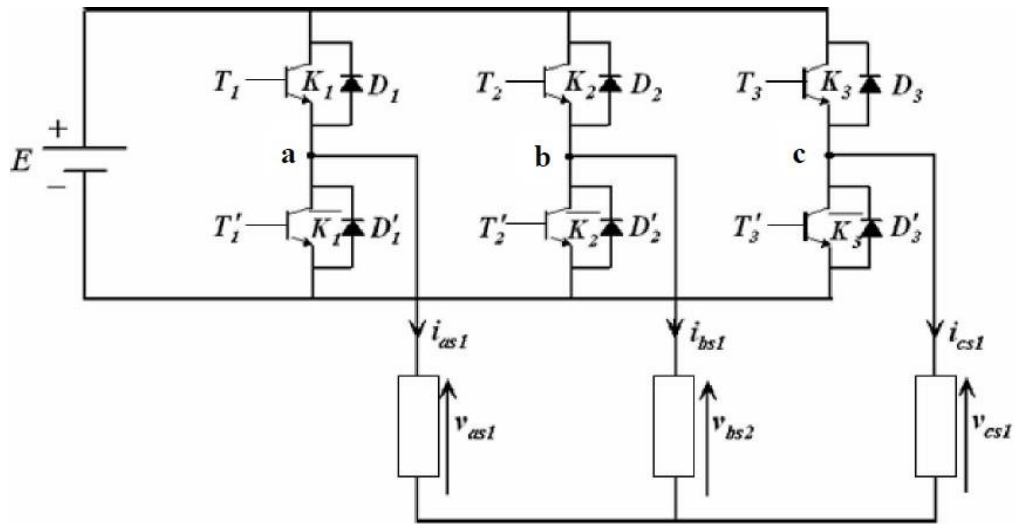 T1 K1 D1 T2 K2 D2 T3 K3 D3
+
E
−
a b c
T'1 K1 D'1 T'2 K2 D'2 T'3 K3 D'3
ias1 ibs1 ics1
vas1 vbs2 vcs1